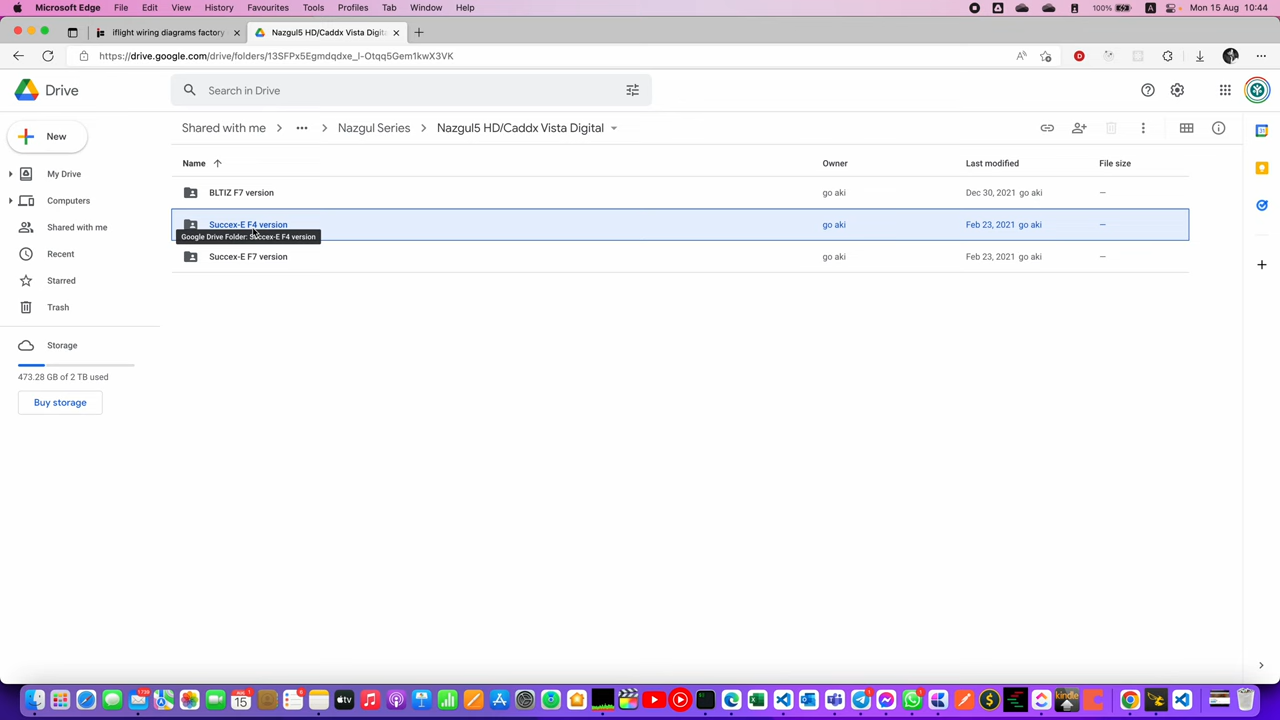 Microsoft Edge File Edit View History Favourites Tools Profiles Tab Window Help 100% A Mon 15 Aug 10:44
iflight wiring diagrams factory Nazgul5 HD/Caddx Vista Digita
https://drive.google.com/drive/folders/13SFPx5Egmdqdxe_l-Otqq5Gem1kwX3VK
Drive
Search in Drive
New
Shared with me ••• Nazgul Series Nazgul5 HD/Caddx Vista Digital
Name Owner Last modified File size
My Drive
BLTIZ F7 version go aki Dec 30, 2021 go aki —
Computers
Succex-E F4 version go aki Feb 23, 2021 go aki —
Shared with me
Google Drive Folder: Succex-E F4 version
Recent
Succex-E F7 version go aki Feb 23, 2021 go aki —
Starred
Trash
Storage
473.28 GB of 2 TB used
Buy storage